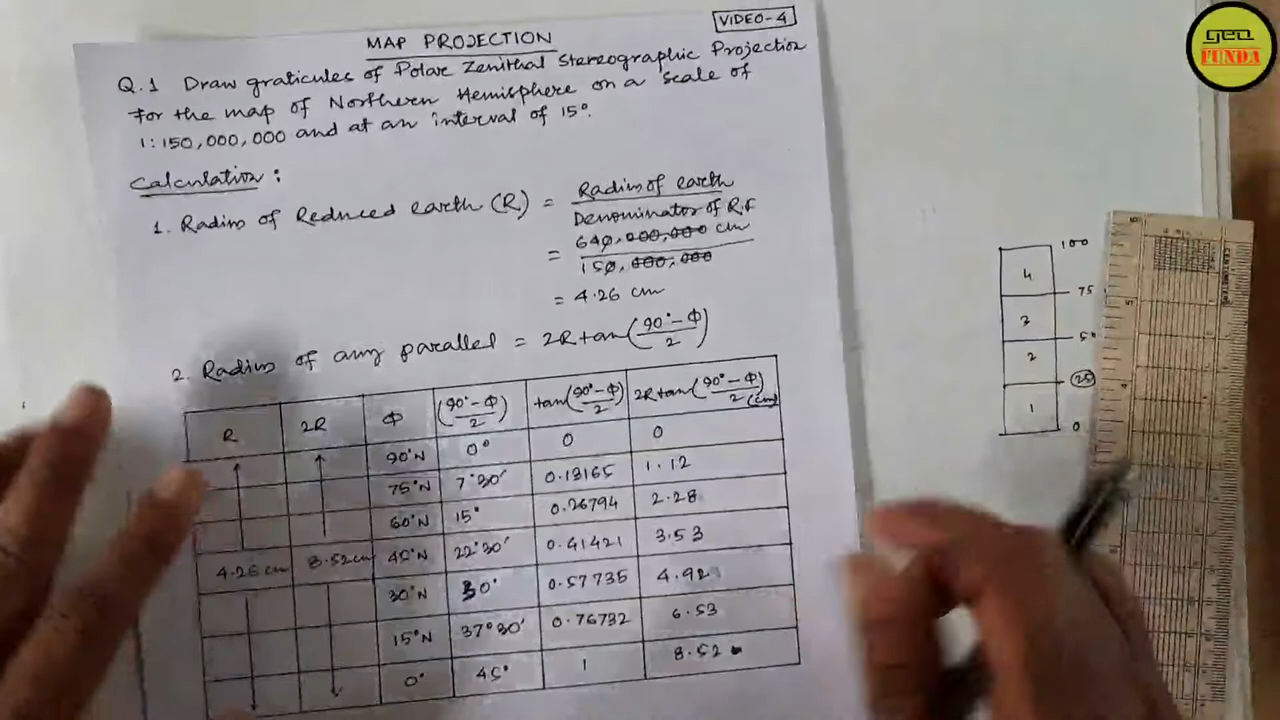 VIDEO-4
GEO
FUNDA
MAP PROJECTION
Q.1 Draw graticules of Polar Zenithal Stereographic Projection
for the map of Northern Hemisphere on a scale of
1:150,000,000 and at an interval of 15°.
Calculation :
1. Radius of Reduced earth (R) = Radius of earth
Denominator of R.F
= 640,000,000 cm
150,000,000
= 4.26 cm
2. Radius of any parallel = 2R tan(90°-Φ/2)
R 2R Φ (90°-Φ/2) tan(90°-Φ/2) 2R tan(90°-Φ/2) (cm)
90°N 0° 0 0
75°N 7°30′ 0.13165 1.12
60°N 15° 0.26794 2.28
4.26 cm 8.52cm 45°N 22°30′ 0.41421 3.53
30°N 30° 0.57735 4.92
15°N 37°30′ 0.76732 6.53
0° 45° 1 8.52
100
4
75
3
50
2
25
1
0